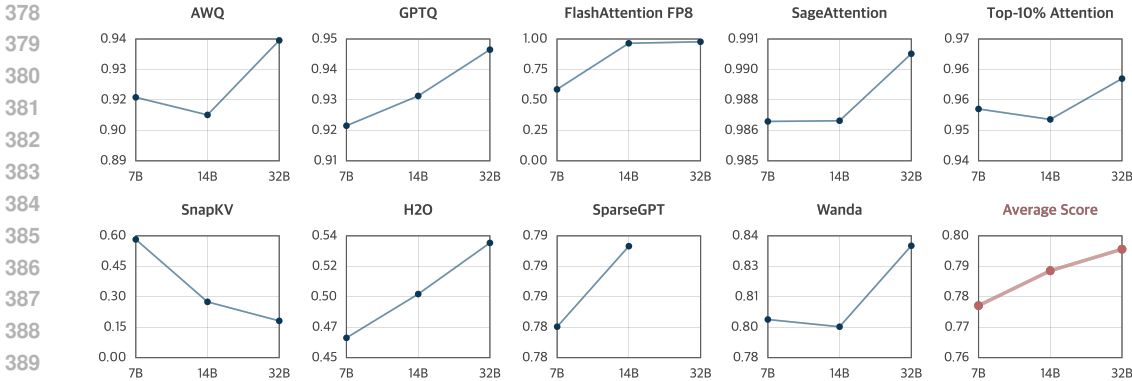 378 AWQ GPTQ FlashAttention FP8 SageAttention Top-10% Attention
379 0.94 0.95 1.00 0.991 0.97
380 0.93 0.94 0.75 0.990 0.96
381 0.92 0.93 0.50 0.988 0.96
382 0.90 0.92 0.25 0.986 0.95
383 0.89 0.91 0.00 0.985 0.94
7B 14B 32B 7B 14B 32B 7B 14B 32B 7B 14B 32B 7B 14B 32B
384 SnapKV H2O SparseGPT Wanda Average Score
385 0.60 0.54 0.79 0.84 0.80
386 0.45 0.52 0.79 0.83 0.79
387 0.30 0.50 0.79 0.81 0.78
388 0.15 0.47 0.78 0.80 0.77
389 0.00 0.45 0.78 0.78 0.76
7B 14B 32B 7B 14B 32B 7B 14B 32B 7B 14B 32B 7B 14B 32B